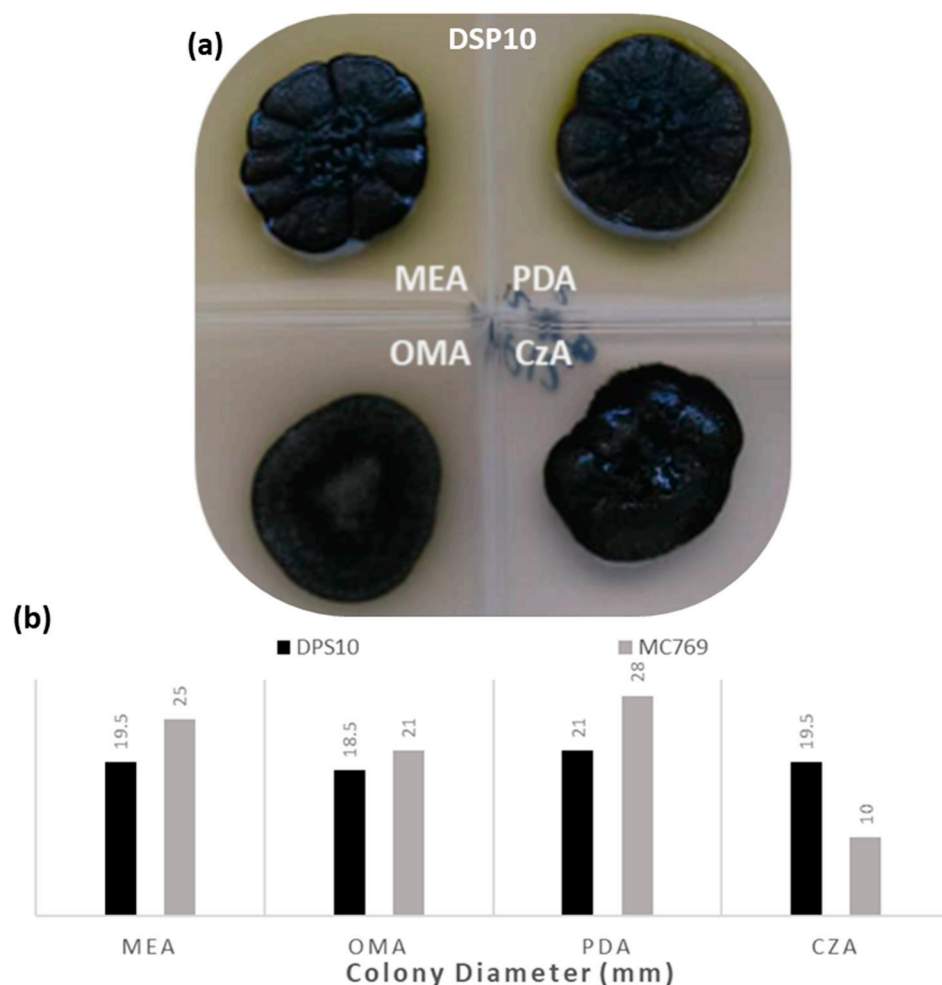 (a)
DSP10
MEA PDA
OMA CzA
(b)
DPS10 MC769
19.5 25 18.5 21 21 28 19.5 10
MEA OMA PDA CZA
Colony Diameter (mm)